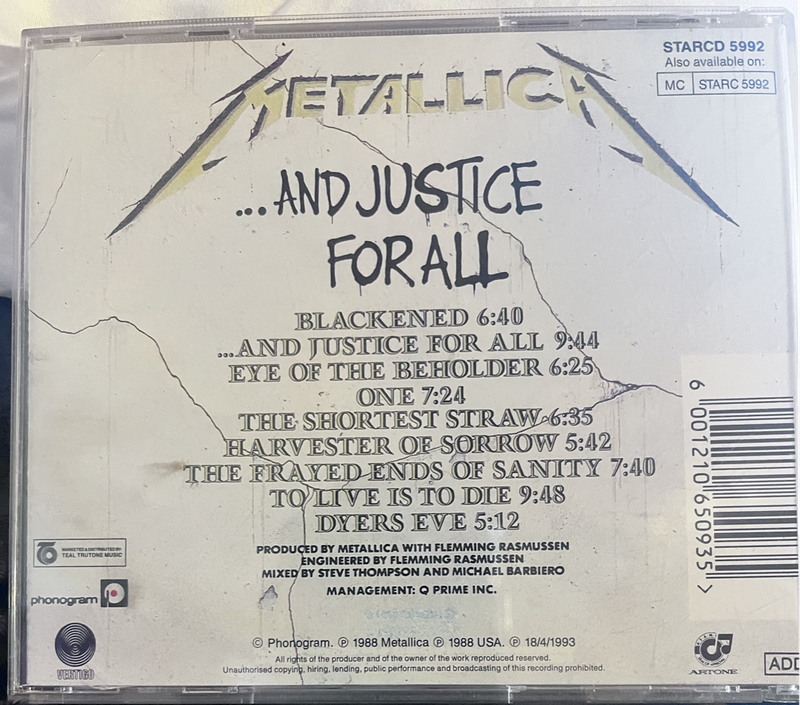 STARCD 5992
Also available on:
MC STARC 5992
METALLICA
...AND JUSTICE
FOR ALL
BLACKENED 6:40
...AND JUSTICE FOR ALL 9:44
EYE OF THE BEHOLDER 6:25
ONE 7:24
THE SHORTEST STRAW 6:35
HARVESTER OF SORROW 5:42
THE FRAYED ENDS OF SANITY 7:40
TO LIVE IS TO DIE 9:48
DYERS EVE 5:12
6 001210 650935 >
PRODUCED BY METALLICA WITH FLEMMING RASMUSSEN
ENGINEERED BY FLEMMING RASMUSSEN
MIXED BY STEVE THOMPSON AND MICHAEL BARBIERO
MANAGEMENT: Q PRIME INC.
MARKETED & DISTRIBUTED BY:
TEAL TRUTONE MUSIC
phonogram
VERTIGO
© Phonogram. ℗ 1988 Metallica ℗ 1988 USA. ℗ 18/4/1993
All rights of the producer and of the owner of the work reproduced reserved.
Unauthorised copying, hiring, lending, public performance and broadcasting of this recording prohibited.
ARTONE
ADD